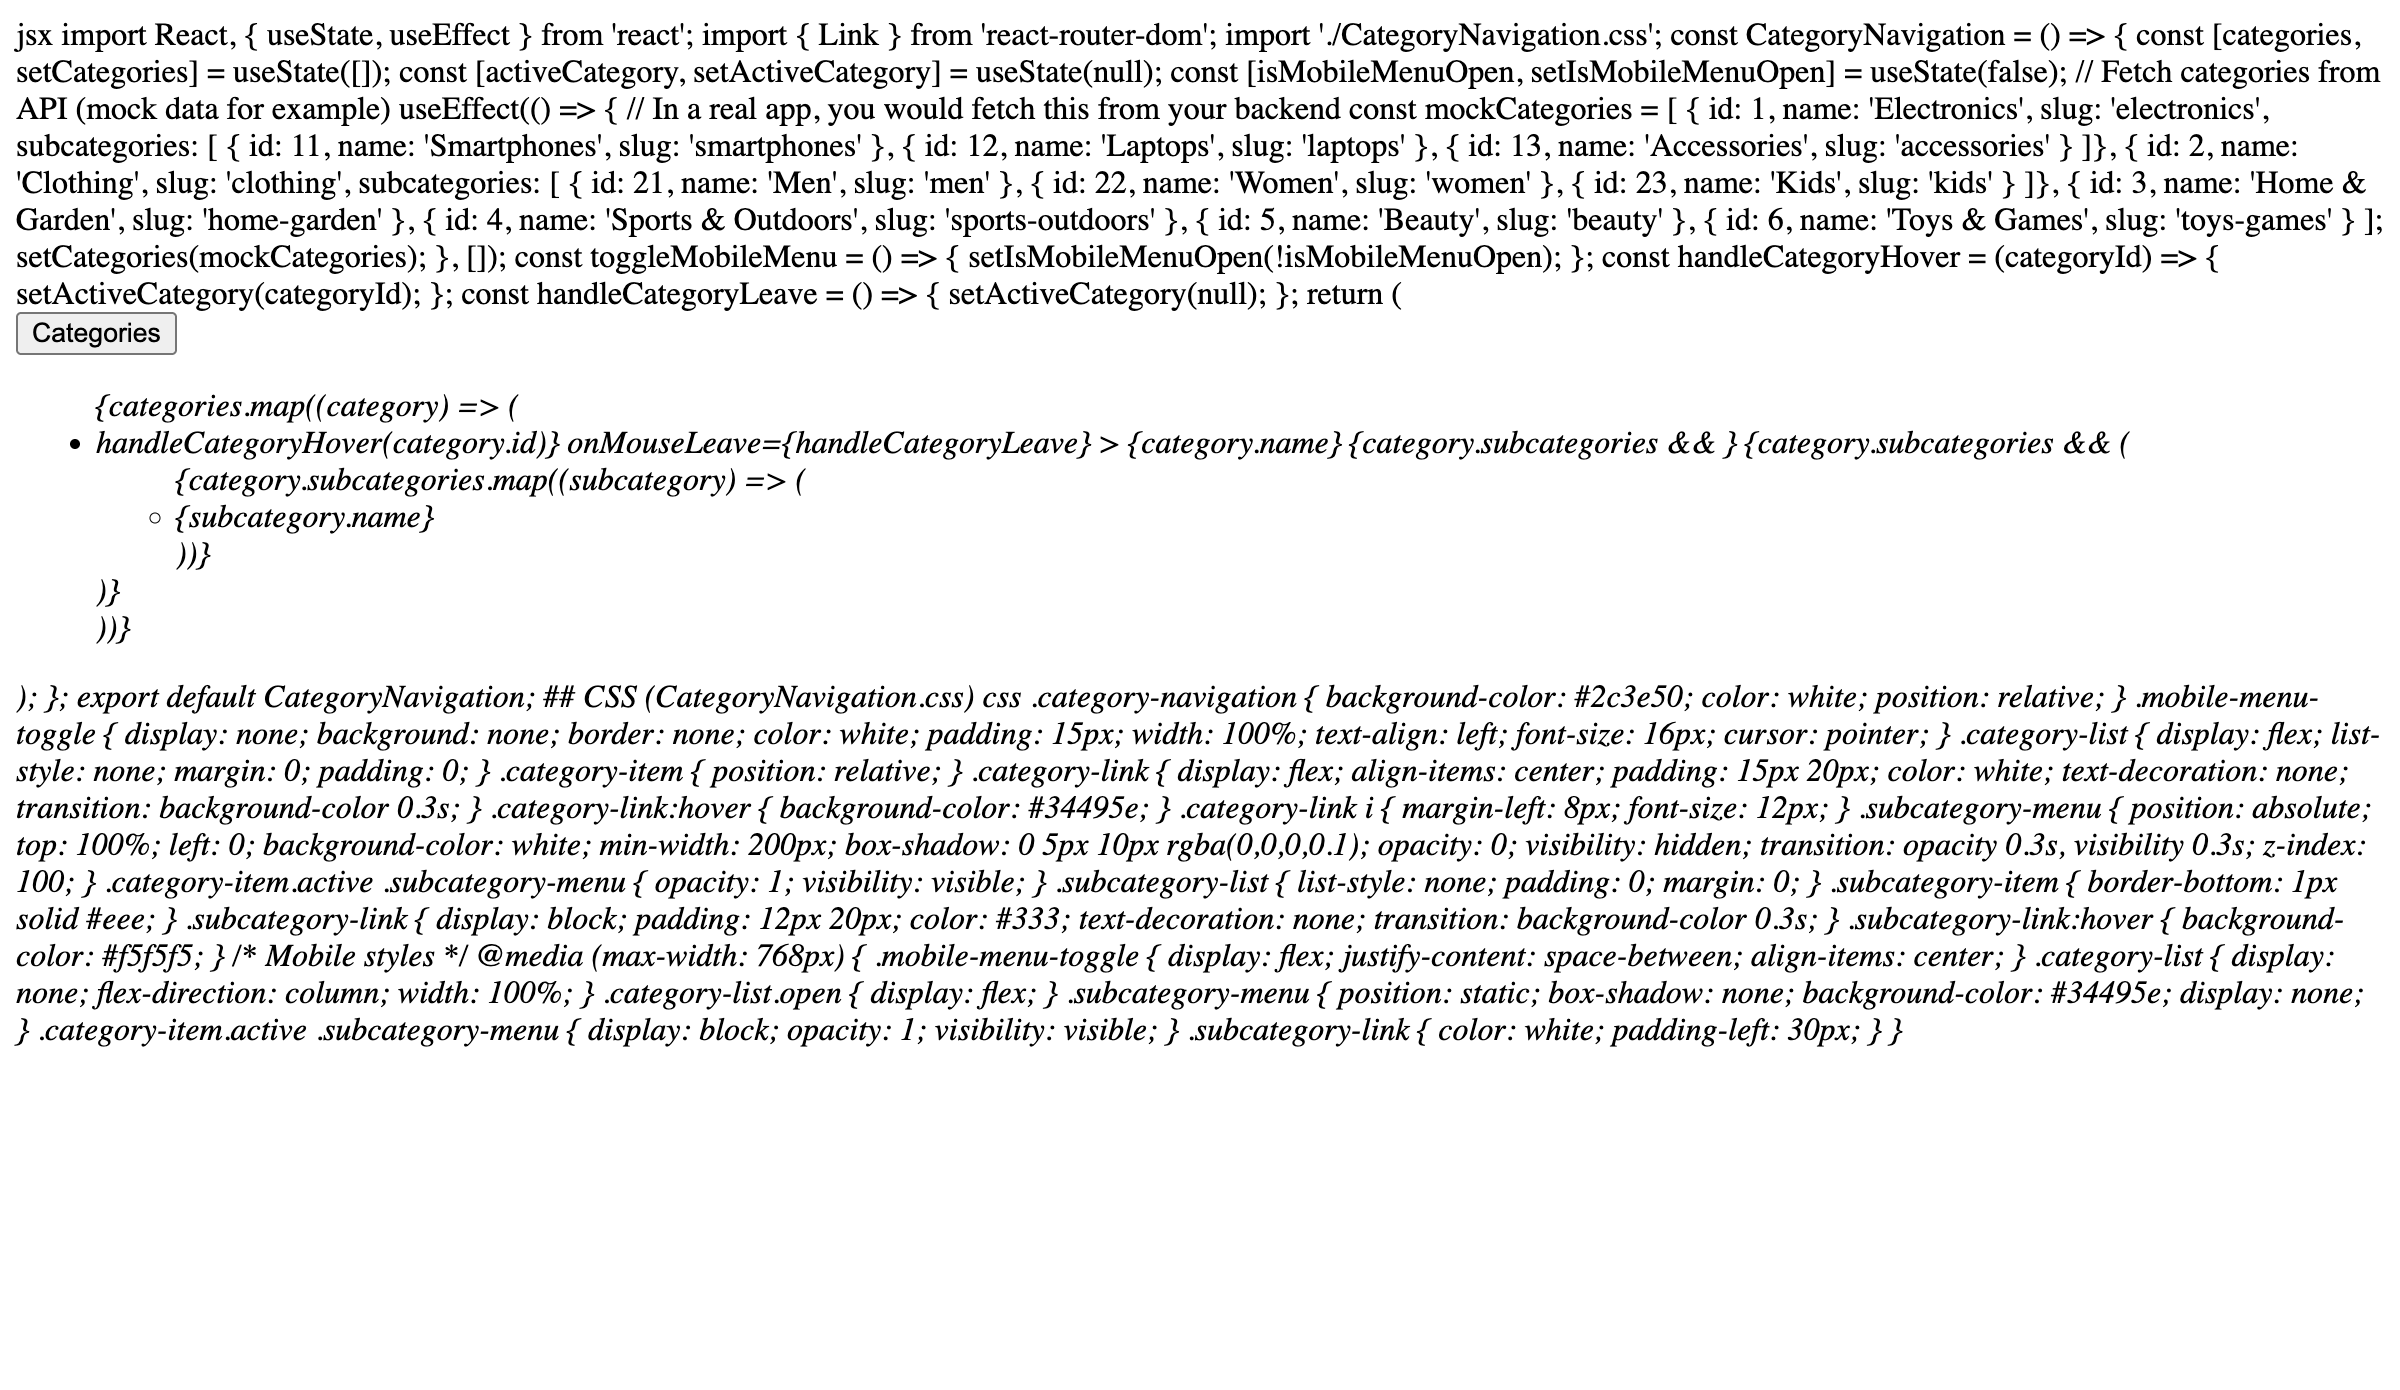 jsx import React, { useState, useEffect } from 'react'; import { Link } from 'react-router-dom'; import './CategoryNavigation.css'; const CategoryNavigation = () => { const [categories,
setCategories] = useState([]); const [activeCategory, setActiveCategory] = useState(null); const [isMobileMenuOpen, setIsMobileMenuOpen] = useState(false); // Fetch categories from
API (mock data for example) useEffect(() => { // In a real app, you would fetch this from your backend const mockCategories = [ { id: 1, name: 'Electronics', slug: 'electronics',
subcategories: [ { id: 11, name: 'Smartphones', slug: 'smartphones' }, { id: 12, name: 'Laptops', slug: 'laptops' }, { id: 13, name: 'Accessories', slug: 'accessories' } ]}, { id: 2, name:
'Clothing', slug: 'clothing', subcategories: [ { id: 21, name: 'Men', slug: 'men' }, { id: 22, name: 'Women', slug: 'women' }, { id: 23, name: 'Kids', slug: 'kids' } ]}, { id: 3, name: 'Home &
Garden', slug: 'home-garden' }, { id: 4, name: 'Sports & Outdoors', slug: 'sports-outdoors' }, { id: 5, name: 'Beauty', slug: 'beauty' }, { id: 6, name: 'Toys & Games', slug: 'toys-games' } ];
setCategories(mockCategories); }, []); const toggleMobileMenu = () => { setIsMobileMenuOpen(!isMobileMenuOpen); }; const handleCategoryHover = (categoryId) => {
setActiveCategory(categoryId); }; const handleCategoryLeave = () => { setActiveCategory(null); }; return (
Categories
{categories.map((category) => (
• handleCategoryHover(category.id)} onMouseLeave={handleCategoryLeave} > {category.name} {category.subcategories && } {category.subcategories && (
{category.subcategories.map((subcategory) => (
◦ {subcategory.name}
))}
)}
))}
); }; export default CategoryNavigation; ## CSS (CategoryNavigation.css) css .category-navigation { background-color: #2c3e50; color: white; position: relative; } .mobile-menu-
toggle { display: none; background: none; border: none; color: white; padding: 15px; width: 100%; text-align: left; font-size: 16px; cursor: pointer; } .category-list { display: flex; list-
style: none; margin: 0; padding: 0; } .category-item { position: relative; } .category-link { display: flex; align-items: center; padding: 15px 20px; color: white; text-decoration: none;
transition: background-color 0.3s; } .category-link:hover { background-color: #34495e; } .category-link i { margin-left: 8px; font-size: 12px; } .subcategory-menu { position: absolute;
top: 100%; left: 0; background-color: white; min-width: 200px; box-shadow: 0 5px 10px rgba(0,0,0,0.1); opacity: 0; visibility: hidden; transition: opacity 0.3s, visibility 0.3s; z-index:
100; } .category-item.active .subcategory-menu { opacity: 1; visibility: visible; } .subcategory-list { list-style: none; padding: 0; margin: 0; } .subcategory-item { border-bottom: 1px
solid #eee; } .subcategory-link { display: block; padding: 12px 20px; color: #333; text-decoration: none; transition: background-color 0.3s; } .subcategory-link:hover { background-
color: #f5f5f5; } /* Mobile styles */ @media (max-width: 768px) { .mobile-menu-toggle { display: flex; justify-content: space-between; align-items: center; } .category-list { display:
none; flex-direction: column; width: 100%; } .category-list.open { display: flex; } .subcategory-menu { position: static; box-shadow: none; background-color: #34495e; display: none;
} .category-item.active .subcategory-menu { display: block; opacity: 1; visibility: visible; } .subcategory-link { color: white; padding-left: 30px; } }